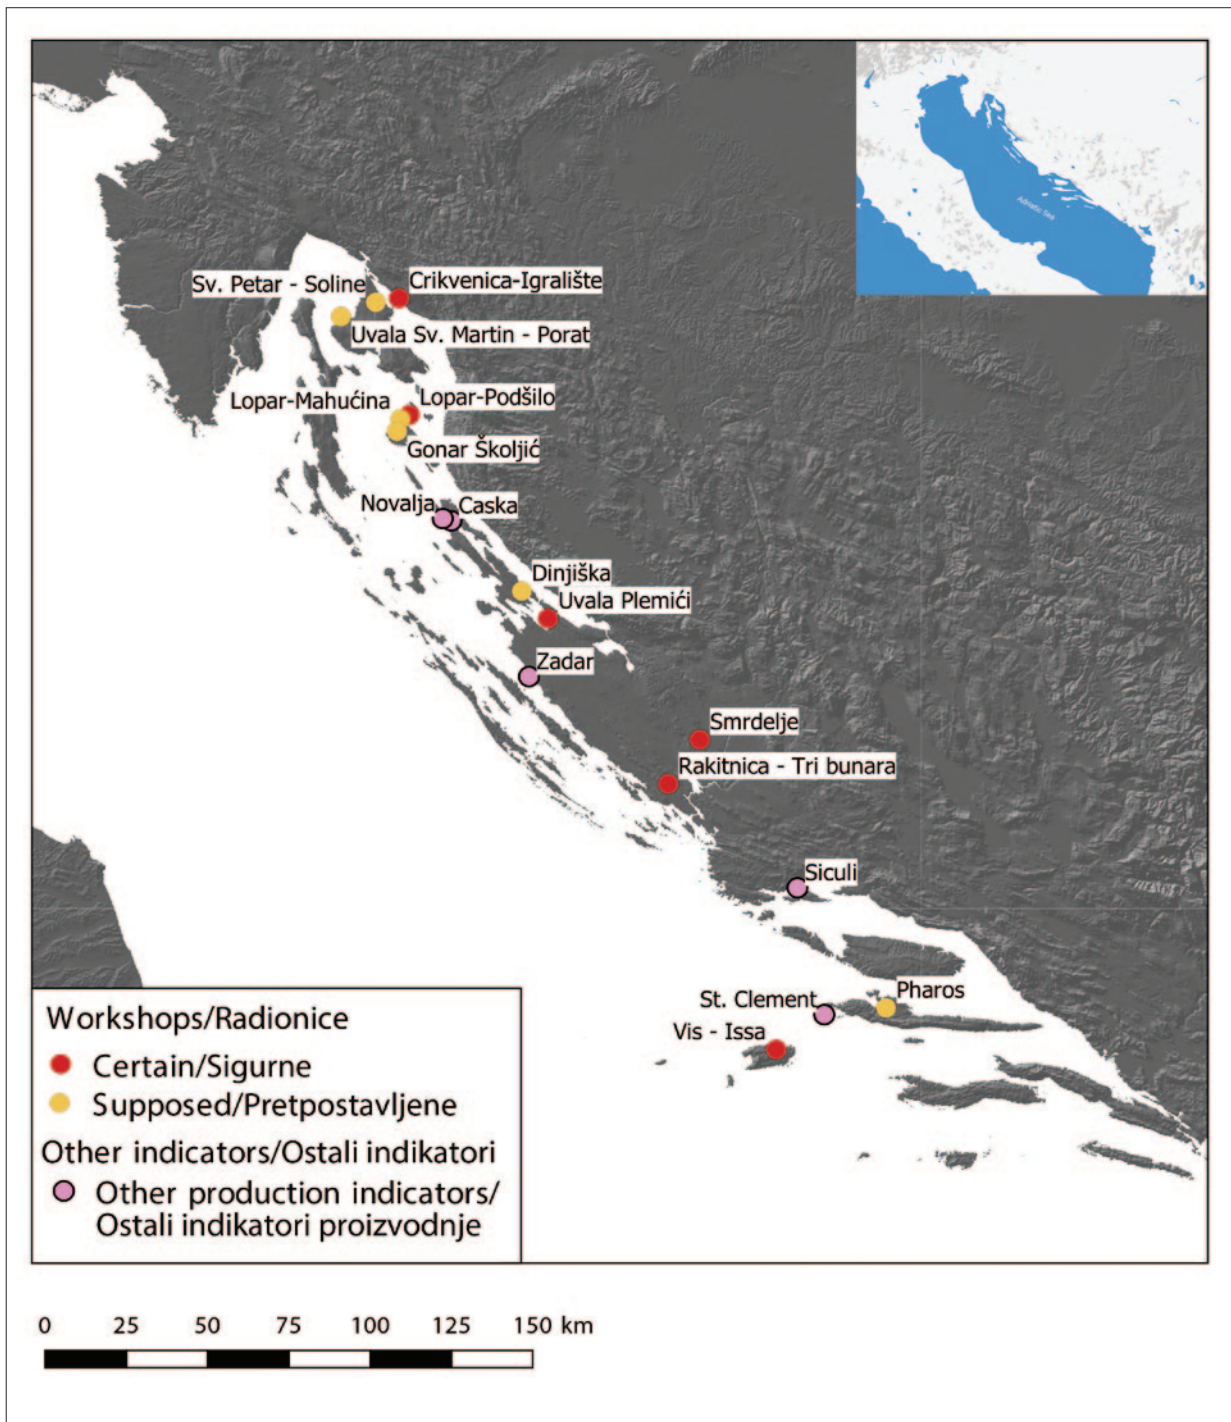 Adriatic Sea
Sv. Petar - Soline
Crikvenica-Igralište
Uvala Sv. Martin - Porat
Lopar-Mahućina
Lopar-Podšilo
Gonar Školjić
Novalja
Caska
Dinjiška
Uvala Plemići
Zadar
Smrdelje
Rakitnica - Tri bunara
Siculi
St. Clement
Pharos
Vis - Issa
Workshops/Radionice
Certain/Sigurne
Supposed/Pretpostavljene
Other indicators/Ostali indikatori
Other production indicators/
Ostali indikatori proizvodnje
0 25 50 75 100 125 150 km